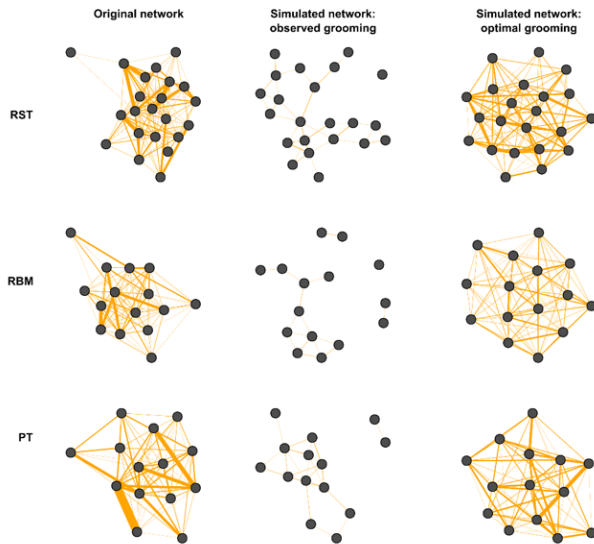 Original network
Simulated network:
observed grooming
Simulated network:
optimal grooming
RST
RBM
PT